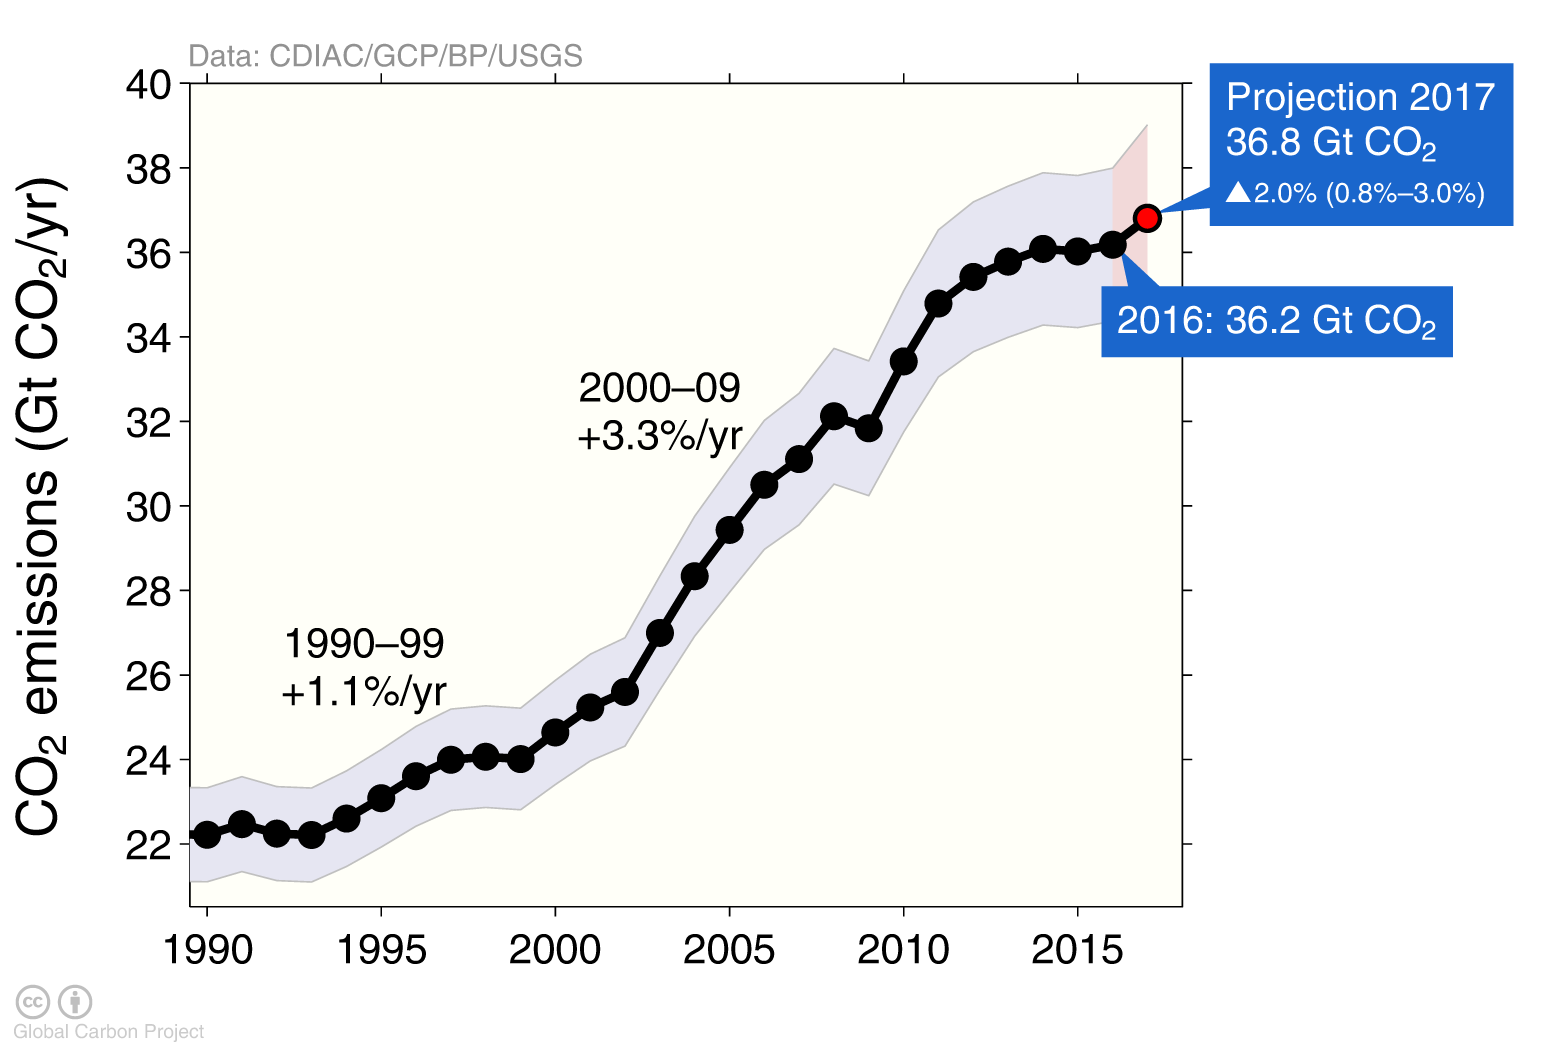 Data: CDIAC/GCP/BP/USGS
40
38
36
34
32
30
28
26
24
22
CO₂ emissions (Gt CO₂/yr)
Projection 2017
36.8 Gt CO₂
▲2.0% (0.8%–3.0%)
2016: 36.2 Gt CO₂
2000–09
+3.3%/yr
1990–99
+1.1%/yr
1990 1995 2000 2005 2010 2015
cc
Global Carbon Project